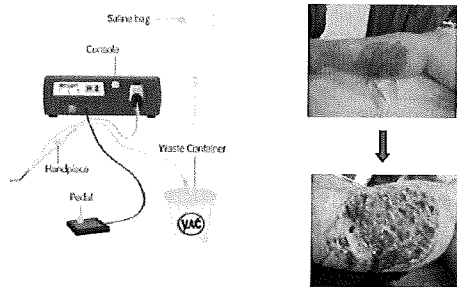 Saline bag
Console
Waste Container
Handpiece
Pedal
VAC